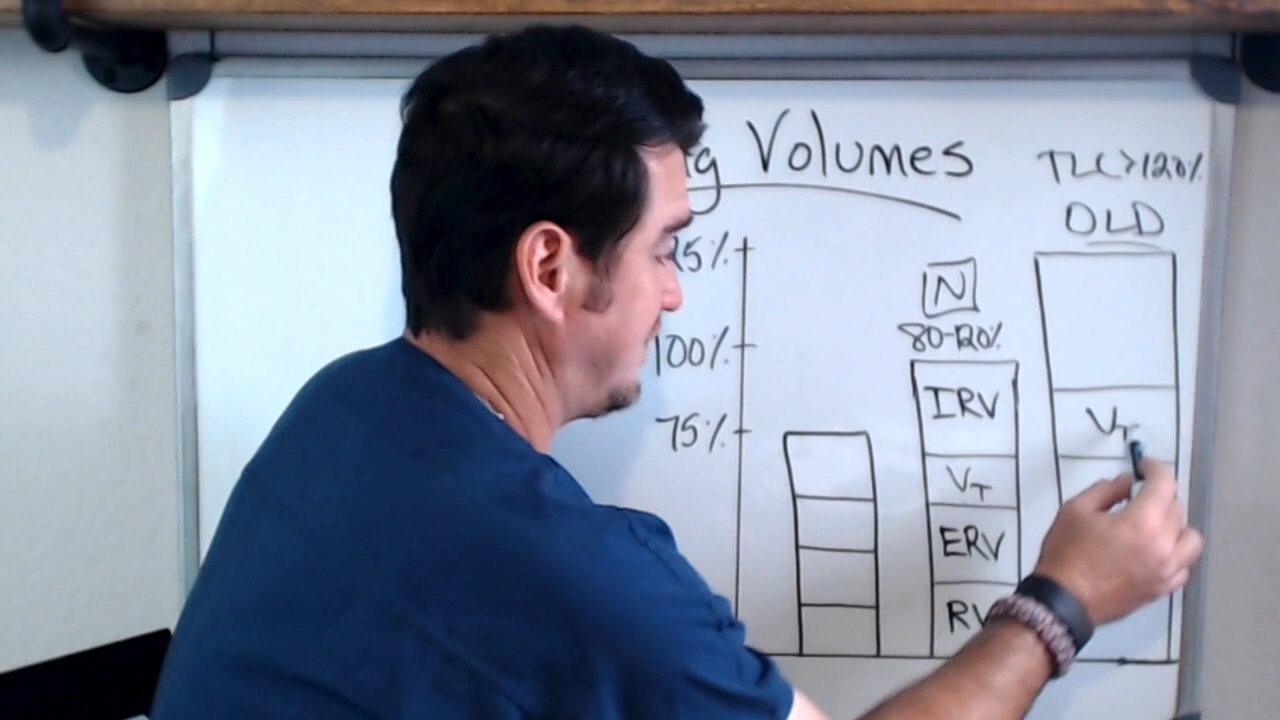 Volumes
TLC >120%
OLD
N
80-120%
100%
75%
IRV
VT
ERV
RV
VT